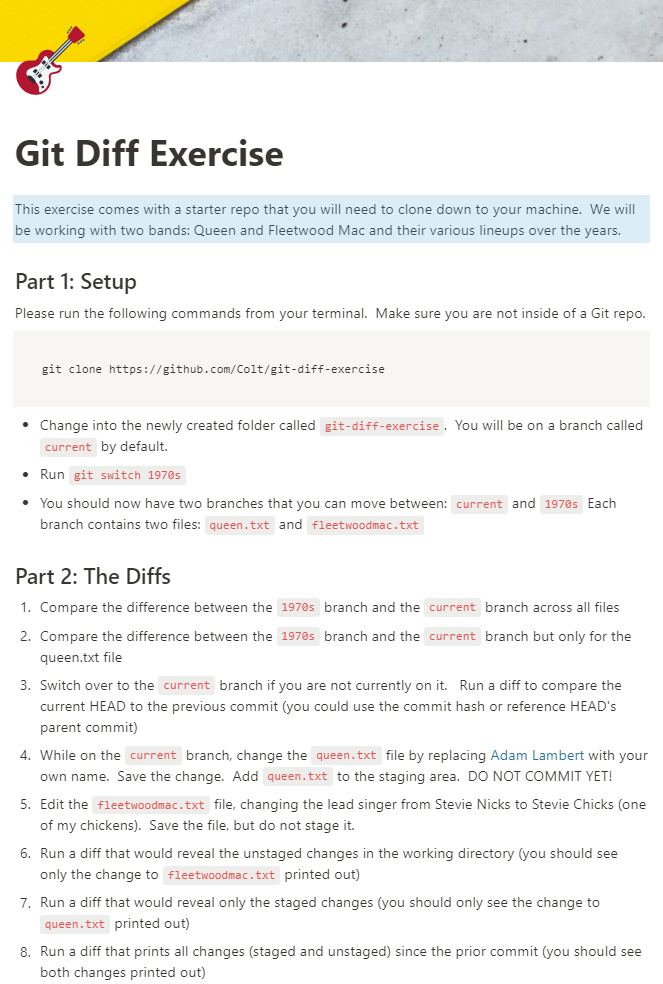 Git Diff Exercise
This exercise comes with a starter repo that you will need to clone down to your machine.  We will
be working with two bands: Queen and Fleetwood Mac and their various lineups over the years.
Part 1: Setup
Please run the following commands from your terminal.  Make sure you are not inside of a Git repo.
git clone https://github.com/Colt/git-diff-exercise
• Change into the newly created folder called git-diff-exercise.  You will be on a branch called
current by default.
• Run git switch 1970s
• You should now have two branches that you can move between: current and 1970s Each
branch contains two files: queen.txt and fleetwoodmac.txt
Part 2: The Diffs
1. Compare the difference between the 1970s branch and the current branch across all files
2. Compare the difference between the 1970s branch and the current branch but only for the
queen.txt file
3. Switch over to the current branch if you are not currently on it.   Run a diff to compare the
current HEAD to the previous commit (you could use the commit hash or reference HEAD's
parent commit)
4. While on the current branch, change the queen.txt file by replacing Adam Lambert with your
own name.  Save the change.  Add queen.txt to the staging area.  DO NOT COMMIT YET!
5. Edit the fleetwoodmac.txt file, changing the lead singer from Stevie Nicks to Stevie Chicks (one
of my chickens).  Save the file, but do not stage it.
6. Run a diff that would reveal the unstaged changes in the working directory (you should see
only the change to fleetwoodmac.txt printed out)
7. Run a diff that would reveal only the staged changes (you should only see the change to
queen.txt printed out)
8. Run a diff that prints all changes (staged and unstaged) since the prior commit (you should see
both changes printed out)